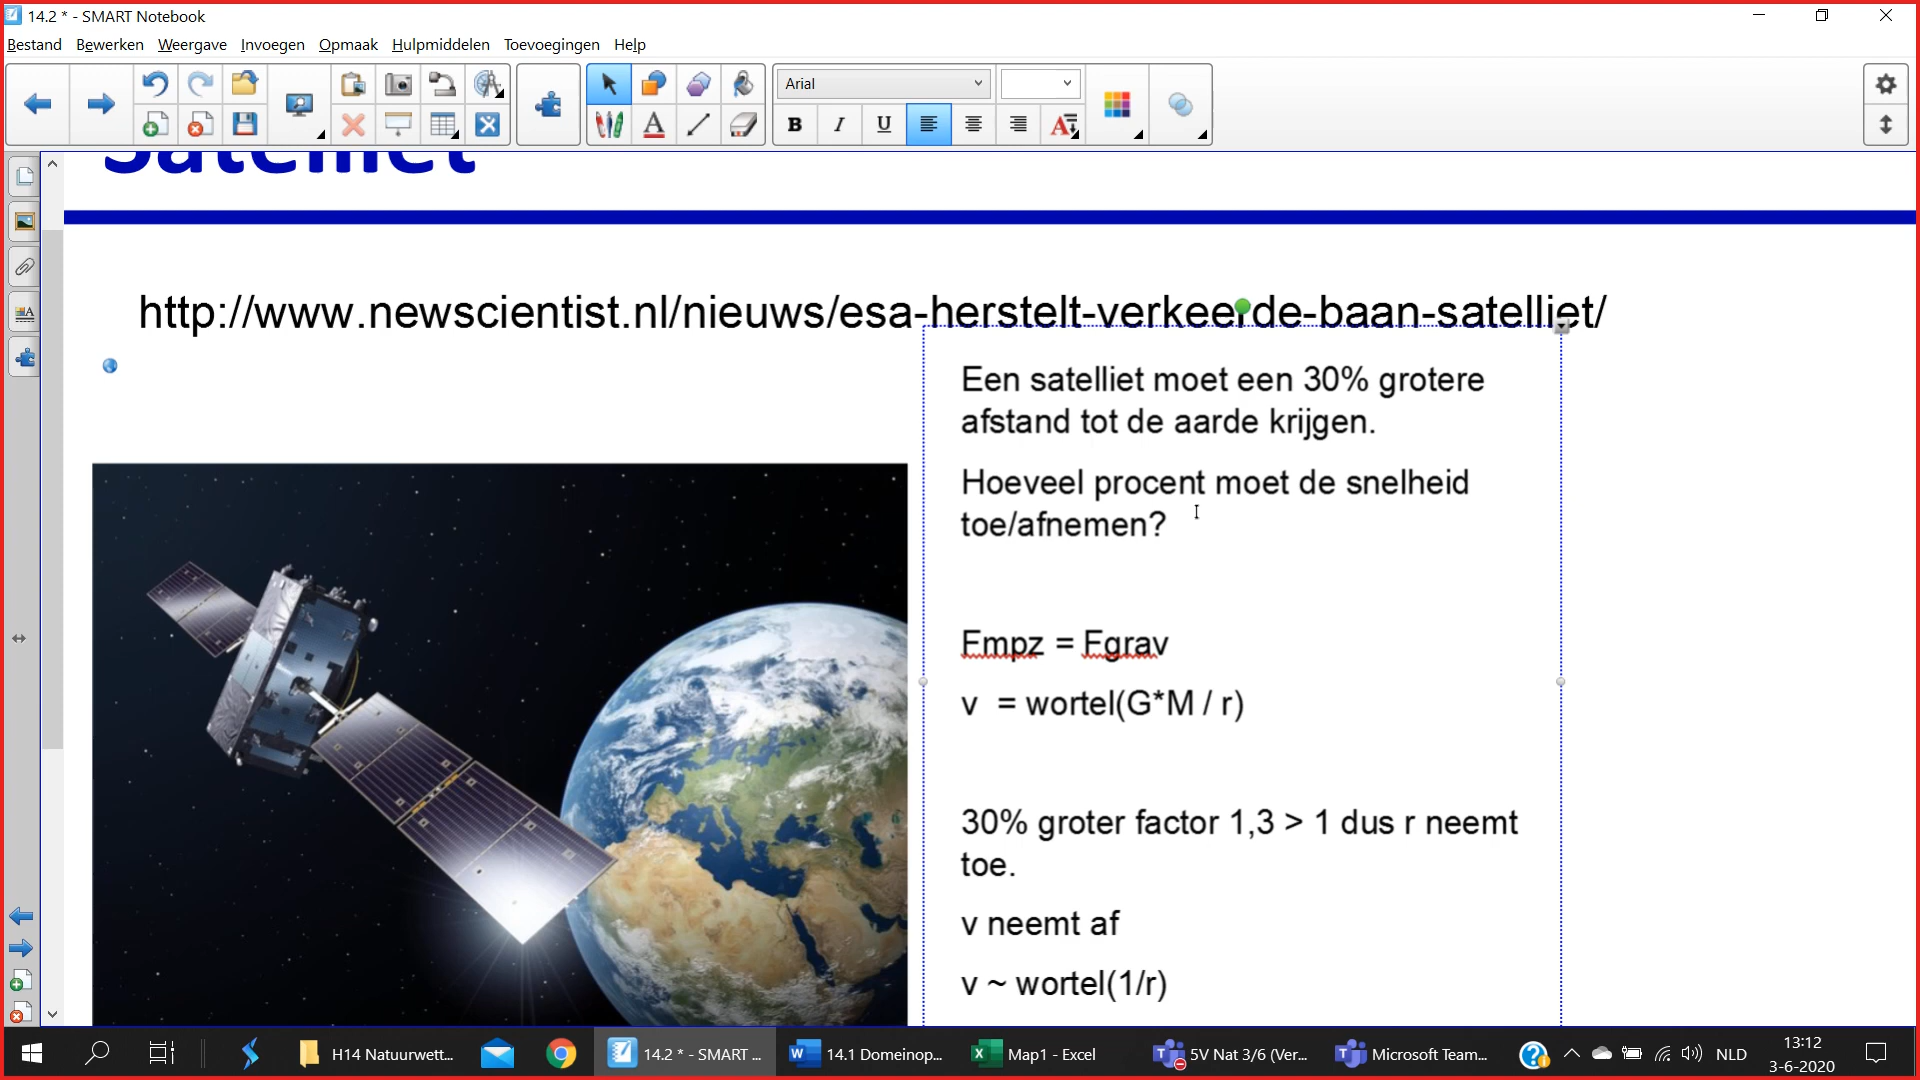 14.2 * - SMART Notebook
Bestand Bewerken Weergave Invoegen Opmaak Hulpmiddelen Toevoegingen Help
Arial
B I U
Satelliet
http://www.newscientist.nl/nieuws/esa-herstelt-verkeerde-baan-satelliet/
Een satelliet moet een 30% grotere
afstand tot de aarde krijgen.
Hoeveel procent moet de snelheid
toe/afnemen?
Fmpz = Fgrav
v = wortel(G*M / r)
30% groter factor 1,3 > 1 dus r neemt
toe.
v neemt af
v ~ wortel(1/r)
H14 Natuurwett... 14.2 * - SMART ... 14.1 Domeinop... Map1 - Excel 5V Nat 3/6 (Ver... Microsoft Team... NLD 13:12
3-6-2020